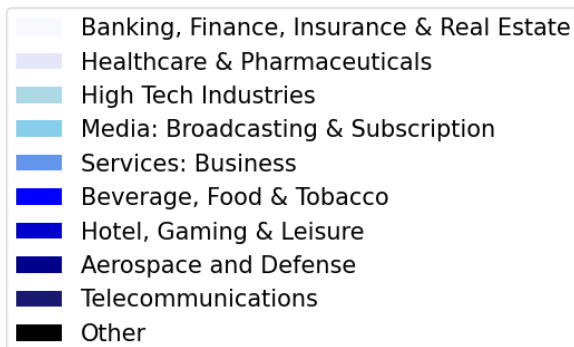 Banking, Finance, Insurance & Real Estate
Healthcare & Pharmaceuticals
High Tech Industries
Media: Broadcasting & Subscription
Services: Business
Beverage, Food & Tobacco
Hotel, Gaming & Leisure
Aerospace and Defense
Telecommunications
Other